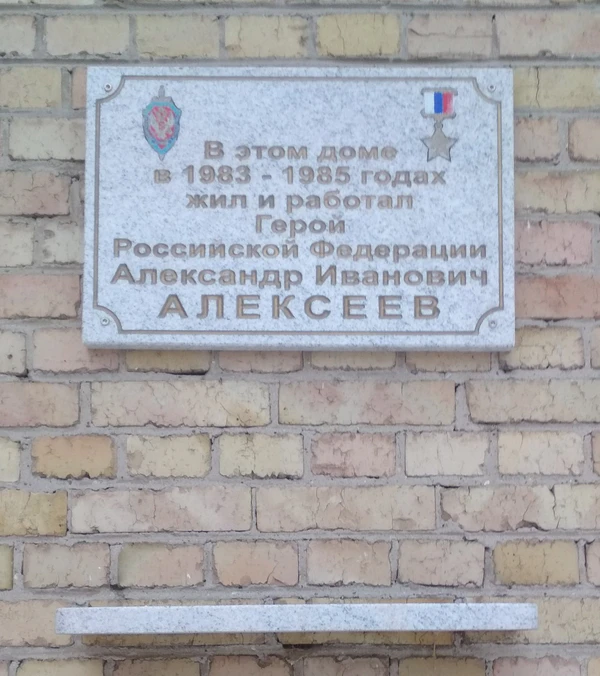 В этом доме
в 1983 - 1985 годах
жил и работал
Герой
Российской Федерации
Александр Иванович
АЛЕКСЕЕВ